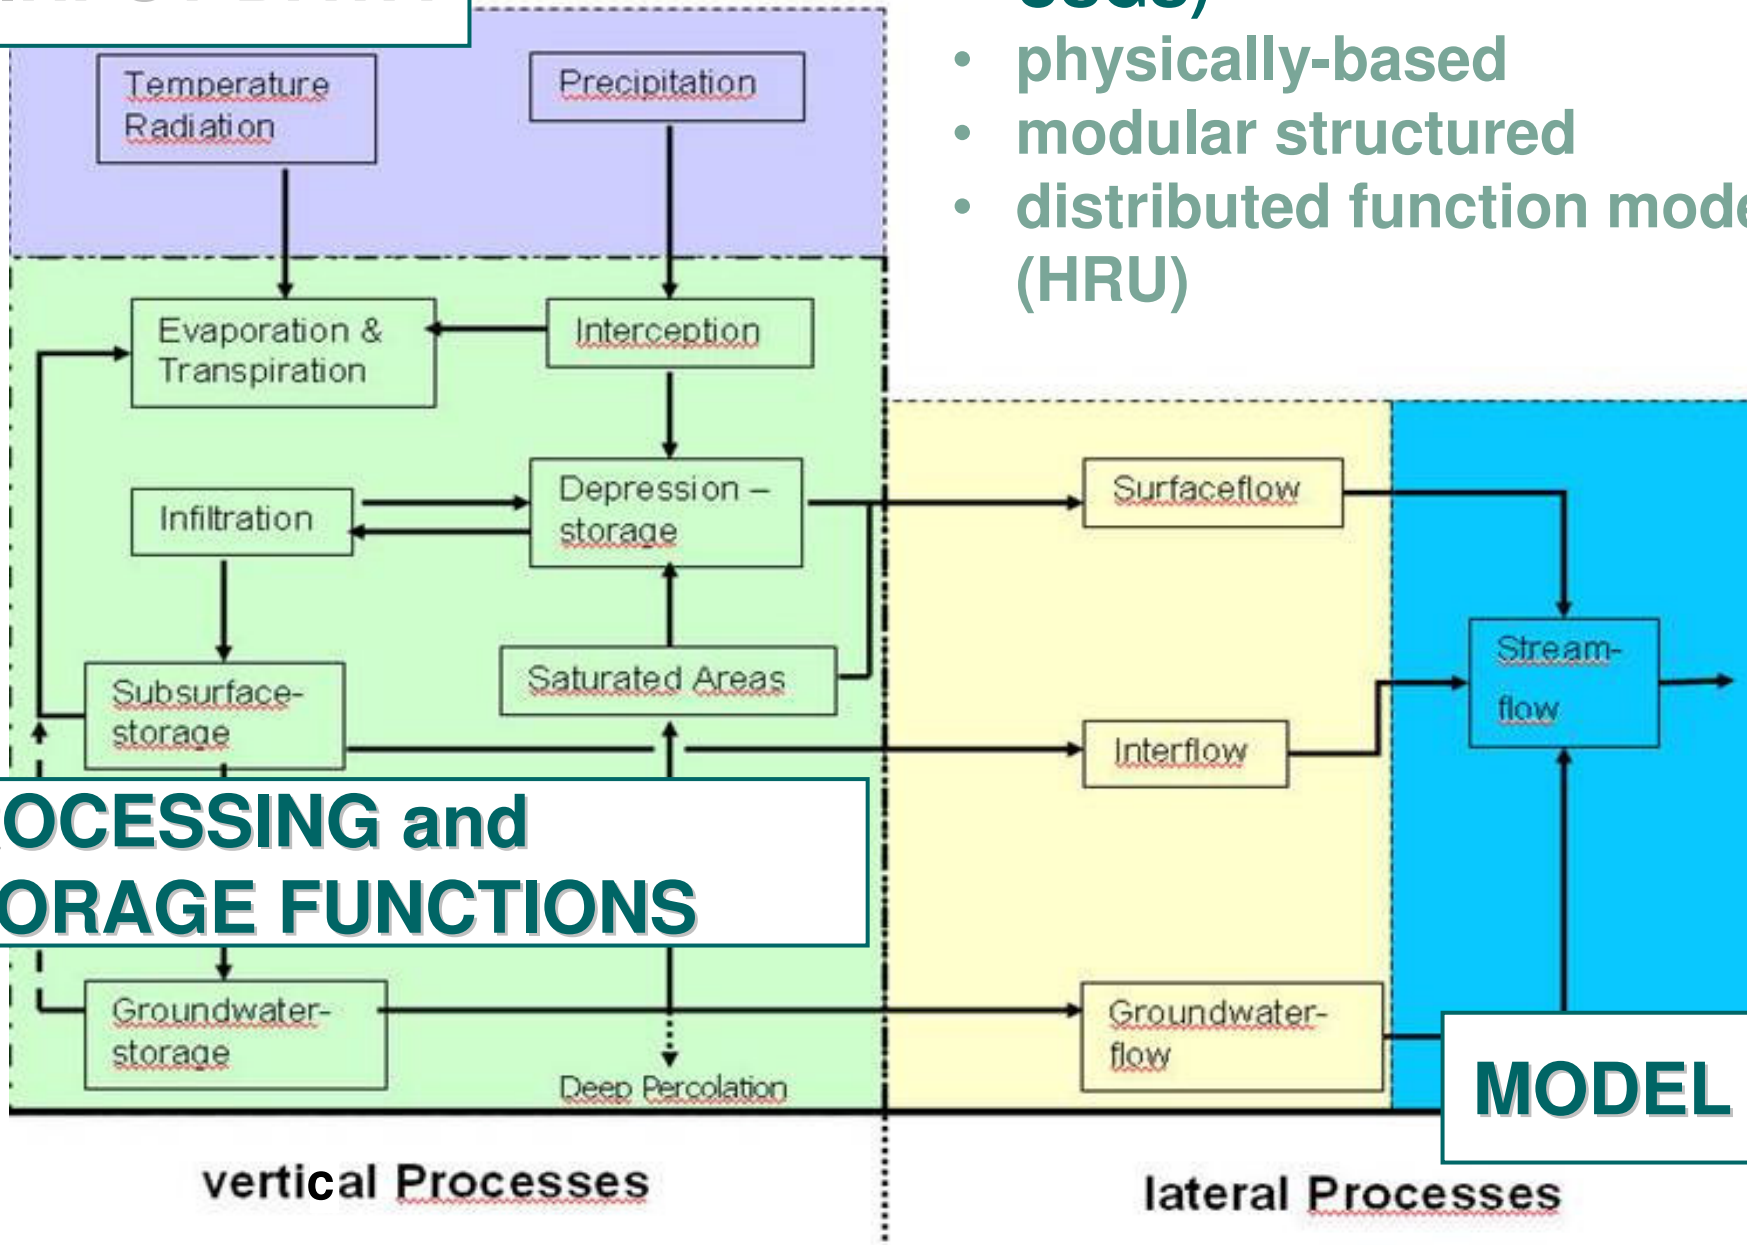 USGS)
• physically-based
• modular structured
• distributed function mode
(HRU)
Temperature
Radiation
Precipitation
Evaporation &
Transpiration
Interception
Infiltration
Depression –
storage
Surfaceflow
Subsurface-
storage
Saturated Areas
Stream-
flow
Interflow
OCESSING and
ORAGE FUNCTIONS
Groundwater-
storage
Deep Percolation
Groundwater-
flow
MODEL
vertical Processes
lateral Processes